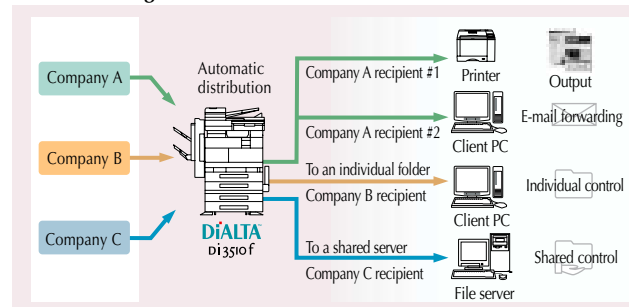 Company A
Company B
Company C
Automatic
distribution
DiALTA
Di3510f
Company A recipient #1
Company A recipient #2
To an individual folder
Company B recipient
To a shared server
Company C recipient
Printer
Output
Client PC
E-mail forwarding
Client PC
Individual control
File server
Shared control